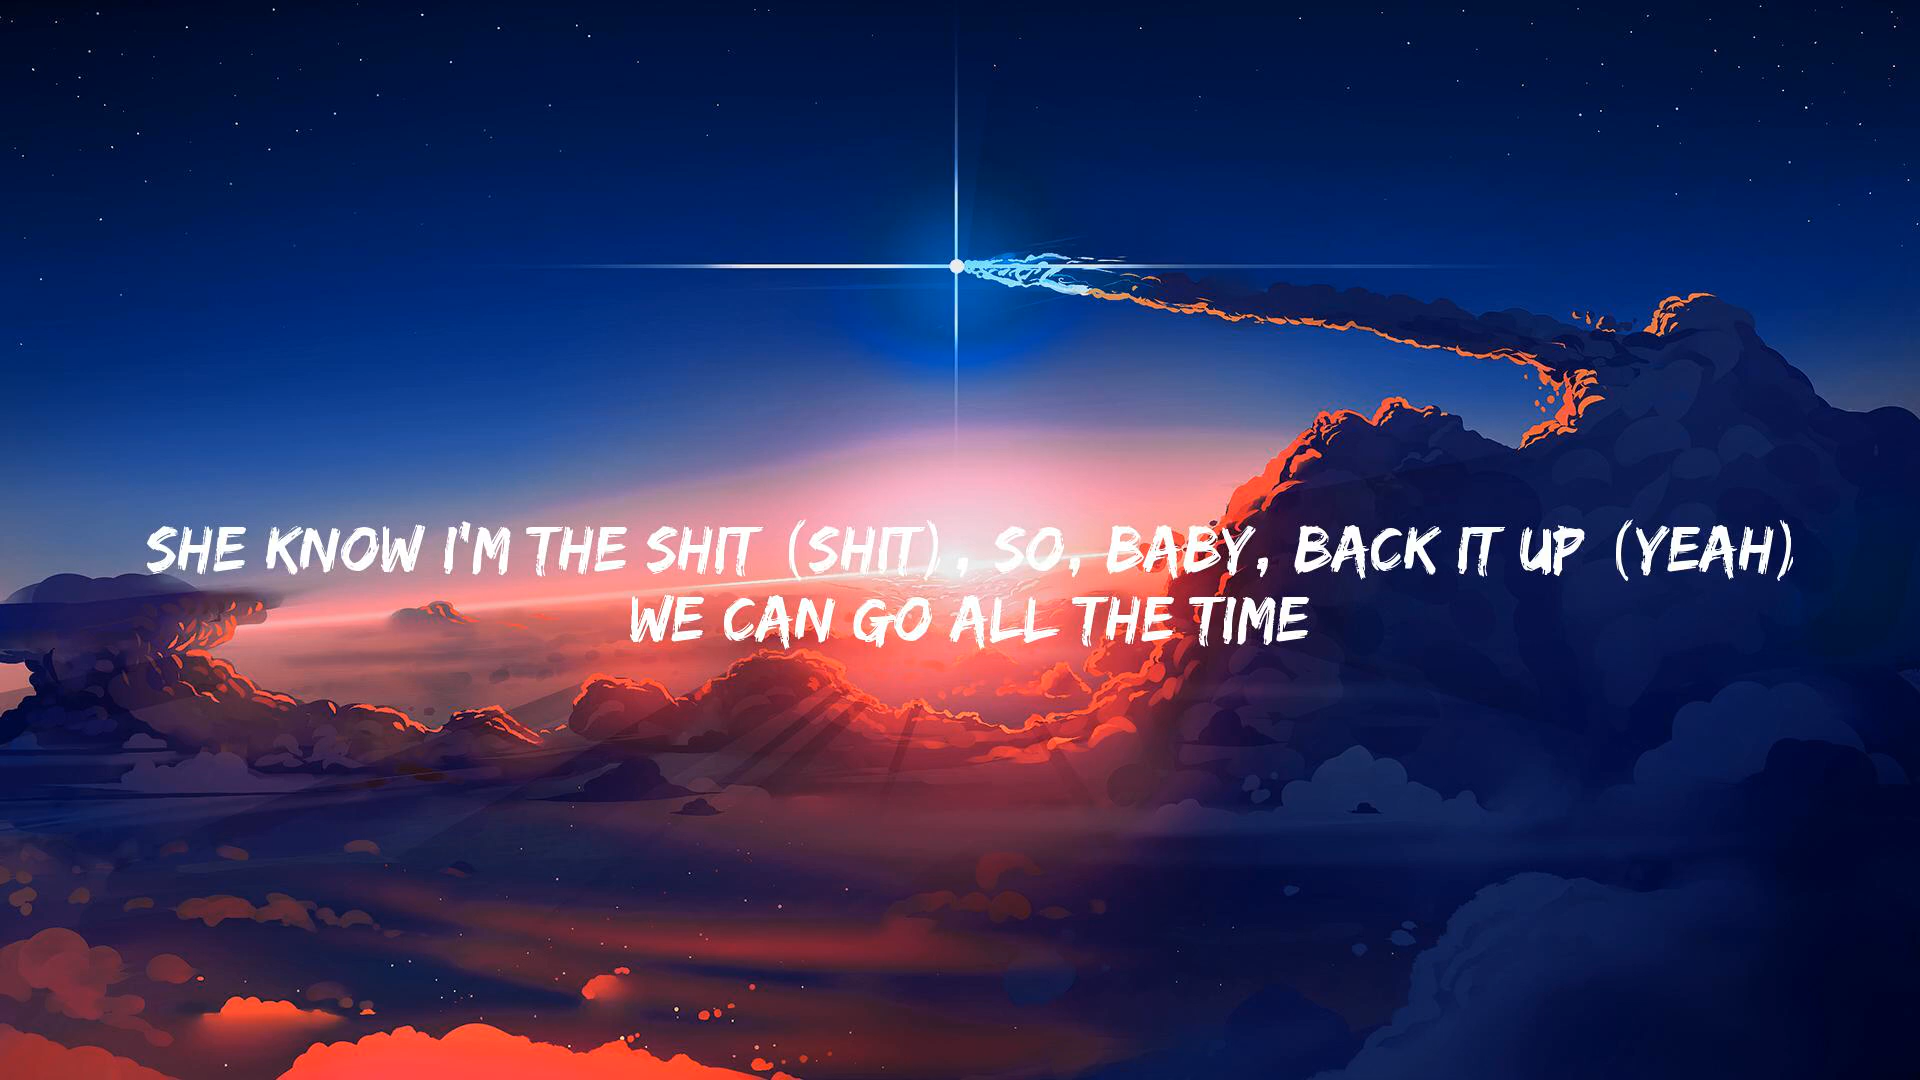 SHE KNOW I'M THE SHIT (SHIT), SO, BABY, BACK IT UP (YEAH)
WE CAN GO ALL THE TIME